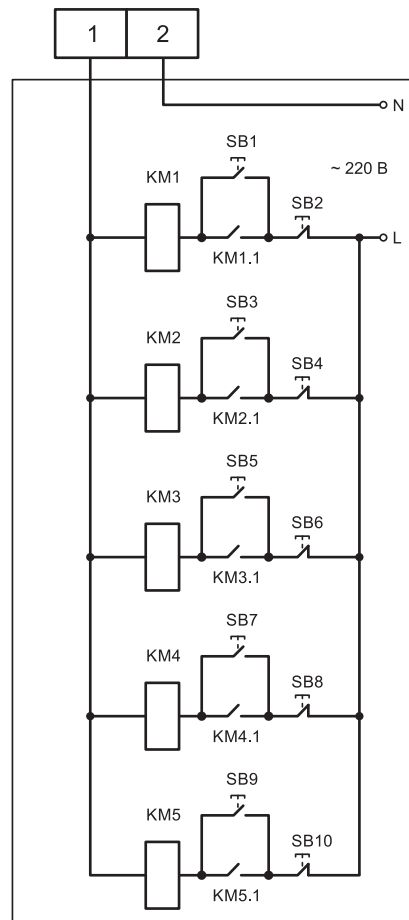 1 2
N
SB1
~ 220 В
KM1
SB2
L
KM1.1
SB3
KM2
SB4
KM2.1
SB5
KM3
SB6
KM3.1
SB7
KM4
SB8
KM4.1
SB9
KM5
SB10
KM5.1